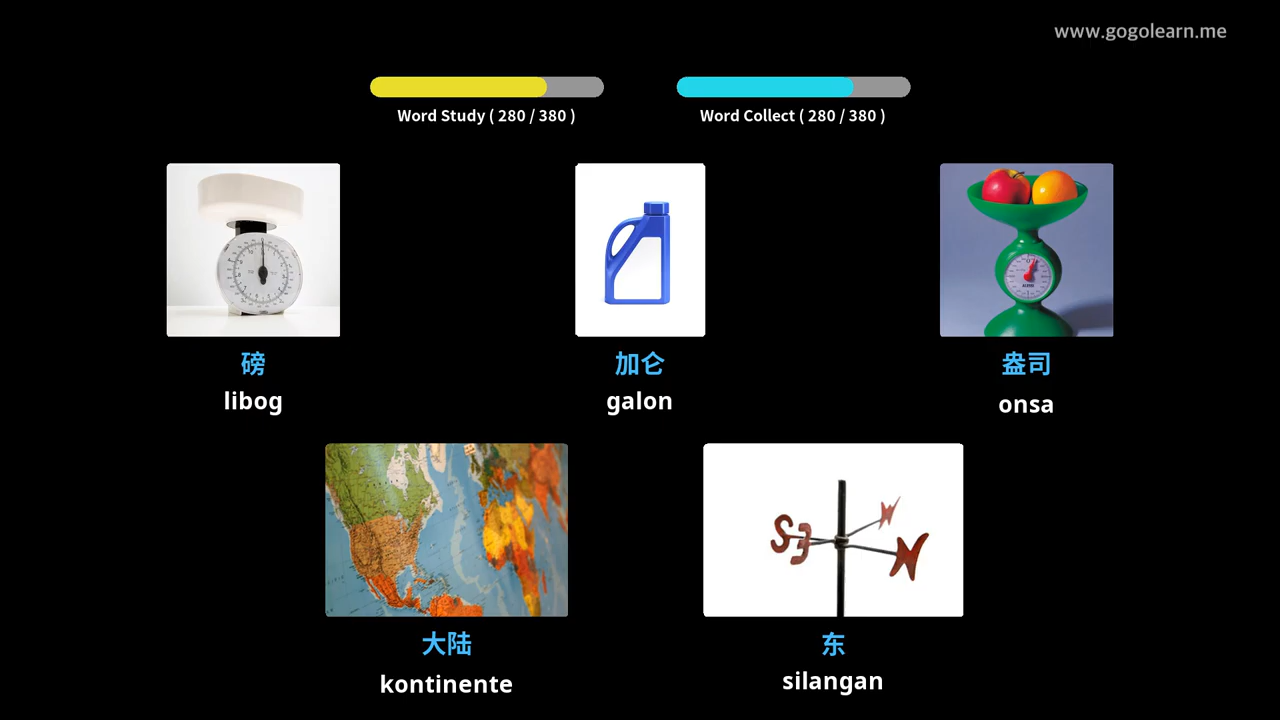 www.gogolearn.me
Word Study ( 280 / 380 )
Word Collect ( 280 / 380 )
磅
libog
加仑
galon
盎司
onsa
大陆
kontinente
东
silangan